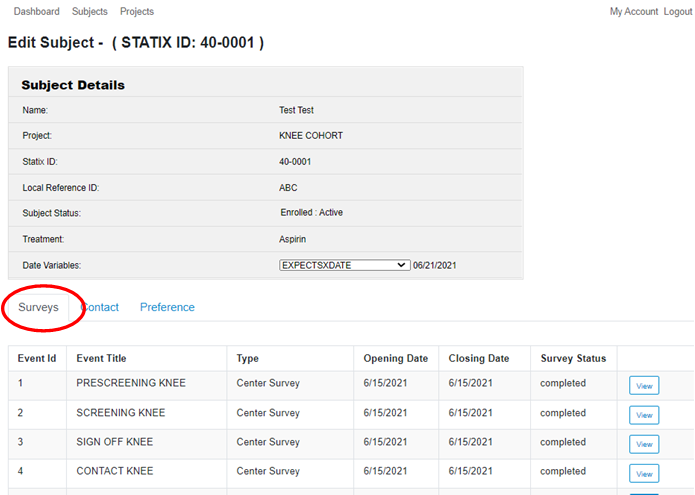 Dashboard Subjects Projects My Account Logout
Edit Subject - ( STATIX ID: 40-0001 )
Subject Details
Name: Test Test
Project: KNEE COHORT
Statix ID: 40-0001
Local Reference ID: ABC
Subject Status: Enrolled : Active
Treatment: Aspirin
Date Variables: EXPECTSXDATE 06/21/2021
Surveys Contact Preference
Event Id Event Title Type Opening Date Closing Date Survey Status
1 PRESCREENING KNEE Center Survey 6/15/2021 6/15/2021 completed View
2 SCREENING KNEE Center Survey 6/15/2021 6/15/2021 completed View
3 SIGN OFF KNEE Center Survey 6/15/2021 6/15/2021 completed View
4 CONTACT KNEE Center Survey 6/15/2021 6/15/2021 completed View